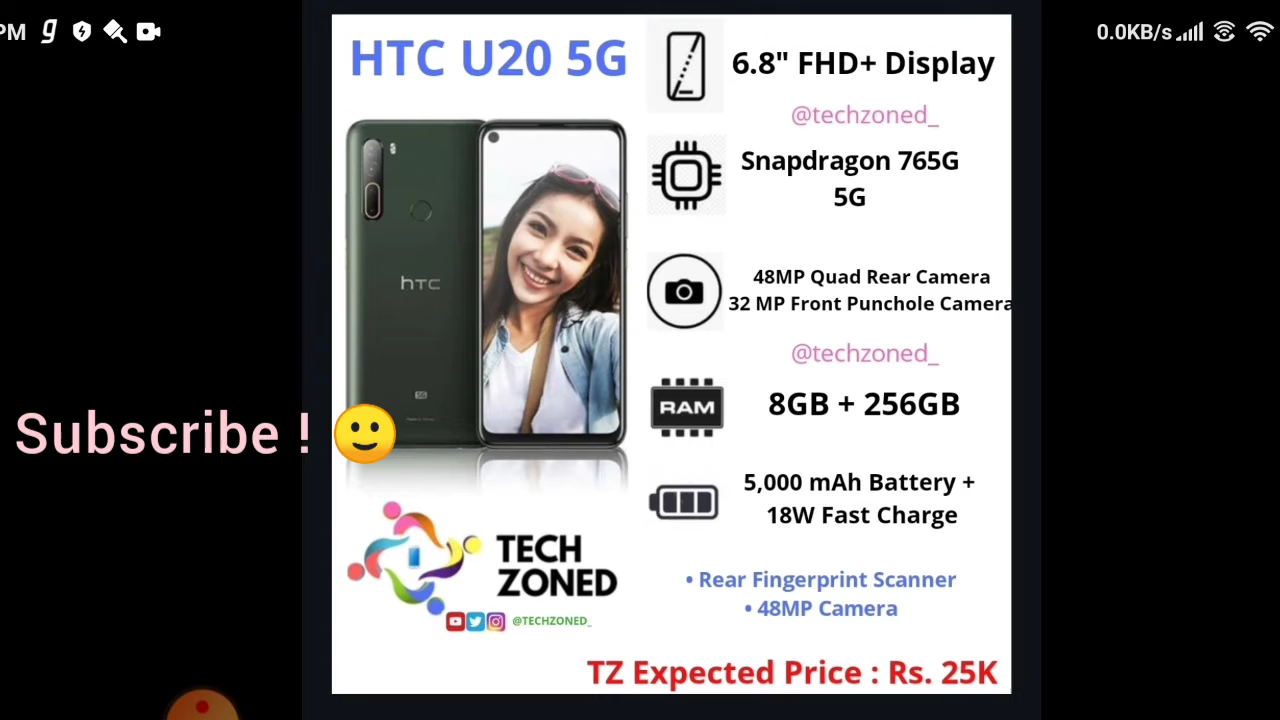 PM
0.0KB/s
HTC U20 5G
6.8" FHD+ Display
@techzoned_
Snapdragon 765G
5G
48MP Quad Rear Camera
32 MP Front Punchole Camera
@techzoned_
RAM
8GB + 256GB
hTC
5G
Subscribe ! 🙂
5,000 mAh Battery +
18W Fast Charge
TECH
ZONED
@TECHZONED_
• Rear Fingerprint Scanner
• 48MP Camera
TZ Expected Price : Rs. 25K